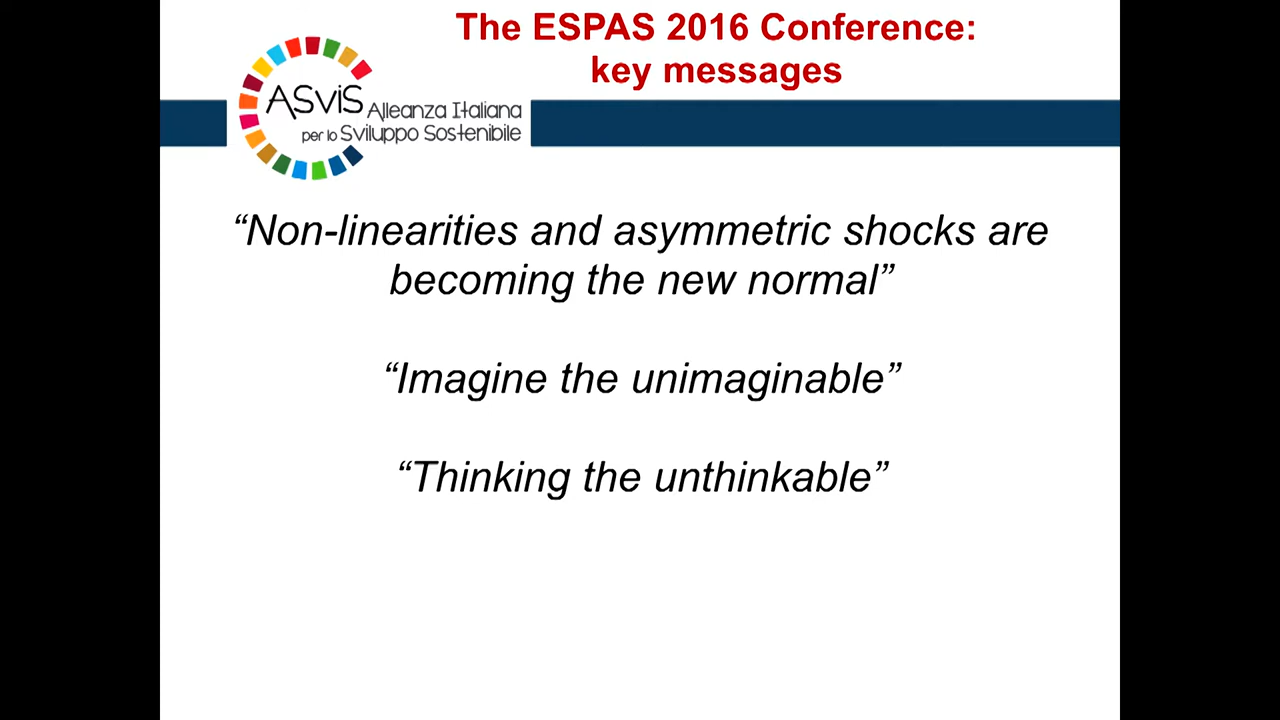 The ESPAS 2016 Conference:
key messages
ASviS Alleanza Italiana
per lo Sviluppo Sostenibile
“Non-linearities and asymmetric shocks are
becoming the new normal”
“Imagine the unimaginable”
“Thinking the unthinkable”